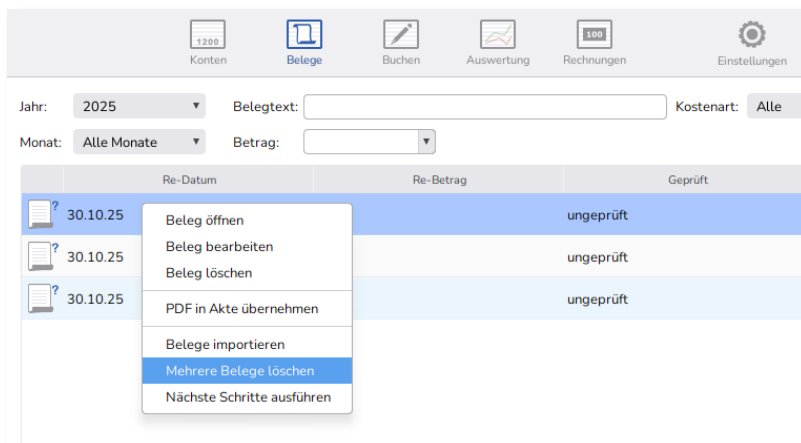 1200
100
Konten
Belege
Buchen
Auswertung
Rechnungen
Einstellungen
Jahr:
2025
Belegtext:
Kostenart:
Alle
Monat:
Alle Monate
Betrag:
Re-Datum
Re-Betrag
Geprüft
? 30.10.25
ungeprüft
? 30.10.25
ungeprüft
? 30.10.25
ungeprüft
Beleg öffnen
Beleg bearbeiten
Beleg löschen
PDF in Akte übernehmen
Belege importieren
Mehrere Belege löschen
Nächste Schritte ausführen